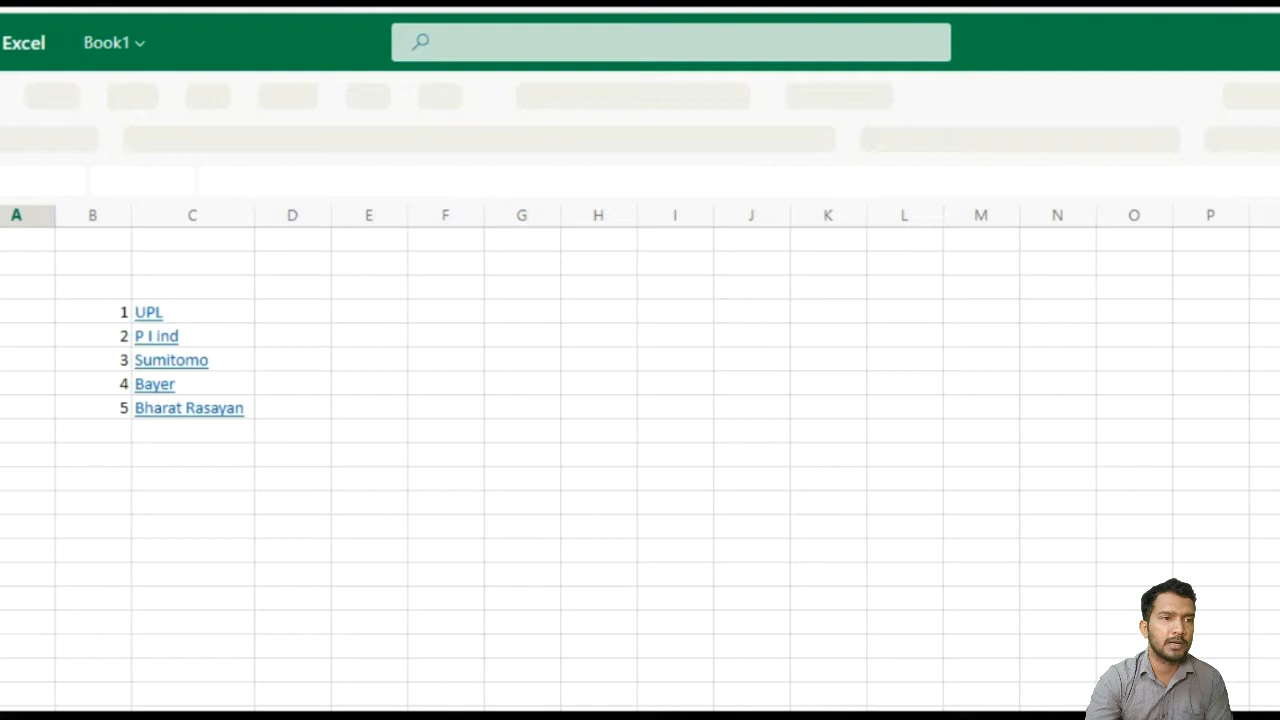 Excel Book1
A B C D E F G H I J K L M N O P
1 UPL
2 P I ind
3 Sumitomo
4 Bayer
5 Bharat Rasayan